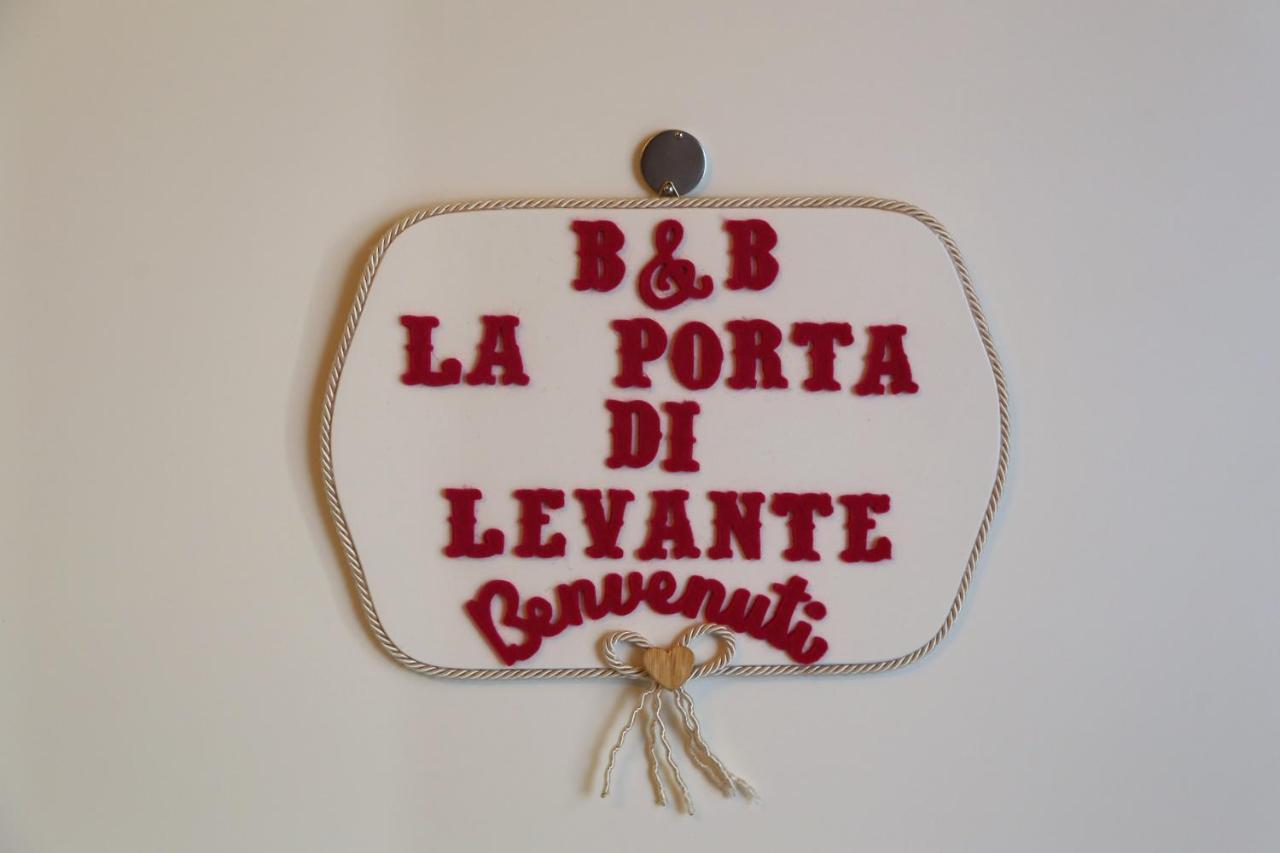 B&B
LA PORTA
DI
LEVANTE
Benvenuti